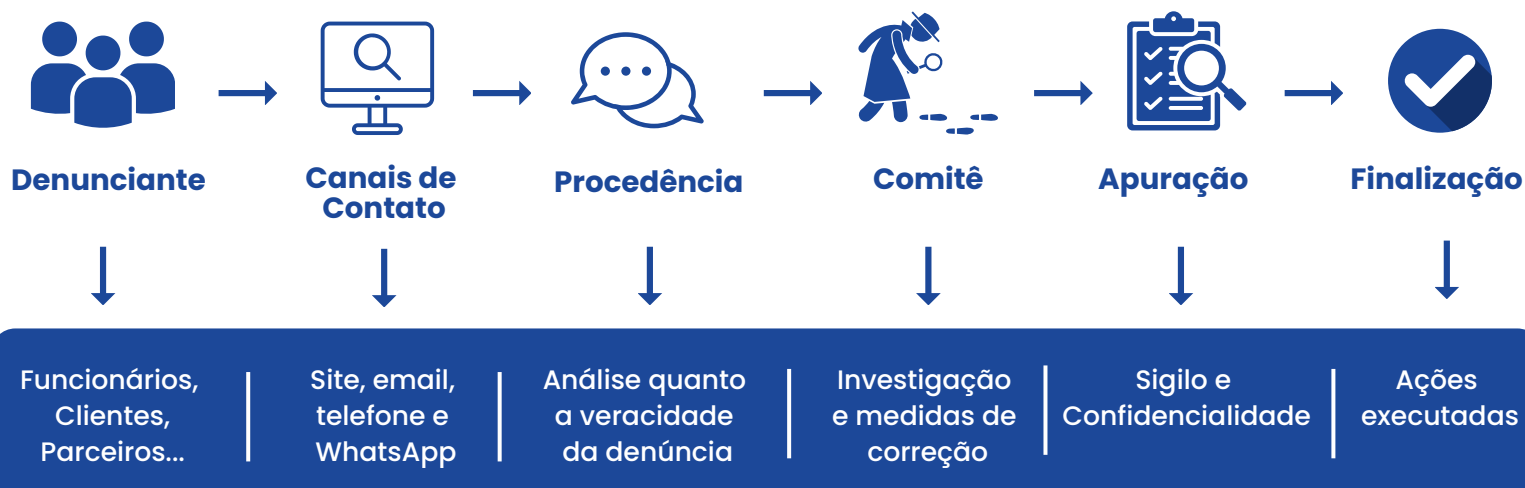 Denunciante
Canais de
Contato
Procedência
Comitê
Apuração
Finalização
Funcionários,
Clientes,
Parceiros...
Site, email,
telefone e
WhatsApp
Análise quanto
a veracidade
da denúncia
Investigação
e medidas de
correção
Sigilo e
Confidencialidade
Ações
executadas